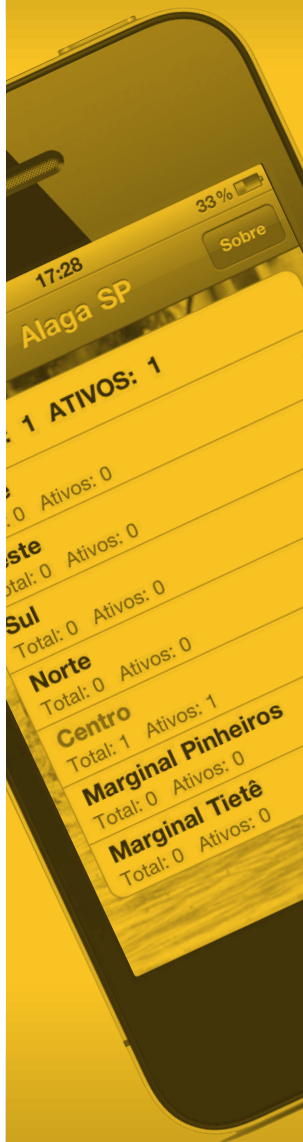 17:28
33%
Alaga SP
Sobre
: 1 ATIVOS: 1
Ativos: 0
este
Total: 0 Ativos: 0
Sul
Total: 0 Ativos: 0
Norte
Total: 0 Ativos: 0
Centro
Total: 1 Ativos: 1
Marginal Pinheiros
Total: 0 Ativos: 0
Marginal Tietê
Total: 0 Ativos: 0